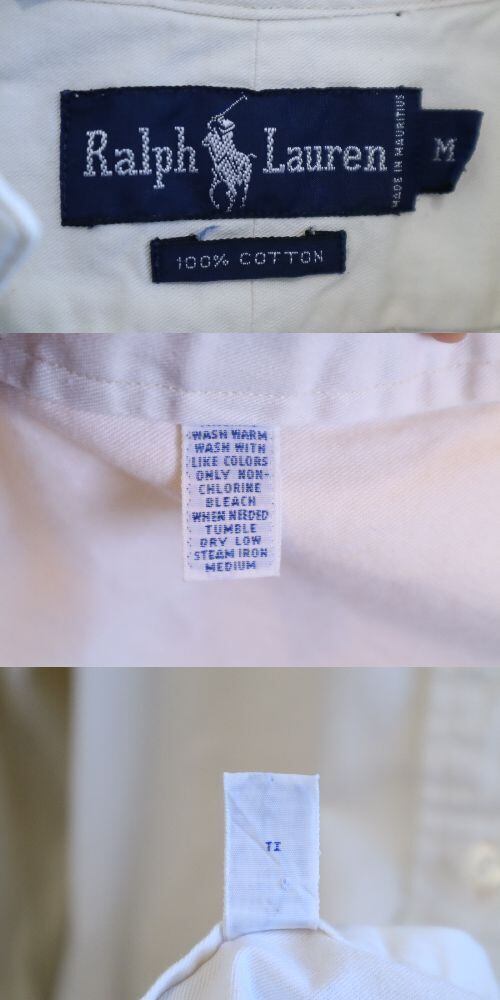 Ralph Lauren
MADE IN MAURITIUS
M
100% COTTON
WASH WARM
WASH WITH
LIKE COLORS
ONLY NON-
CHLORINE
BLEACH
WHEN NEEDED
TUMBLE
DRY LOW
STEAM IRON
MEDIUM
TI